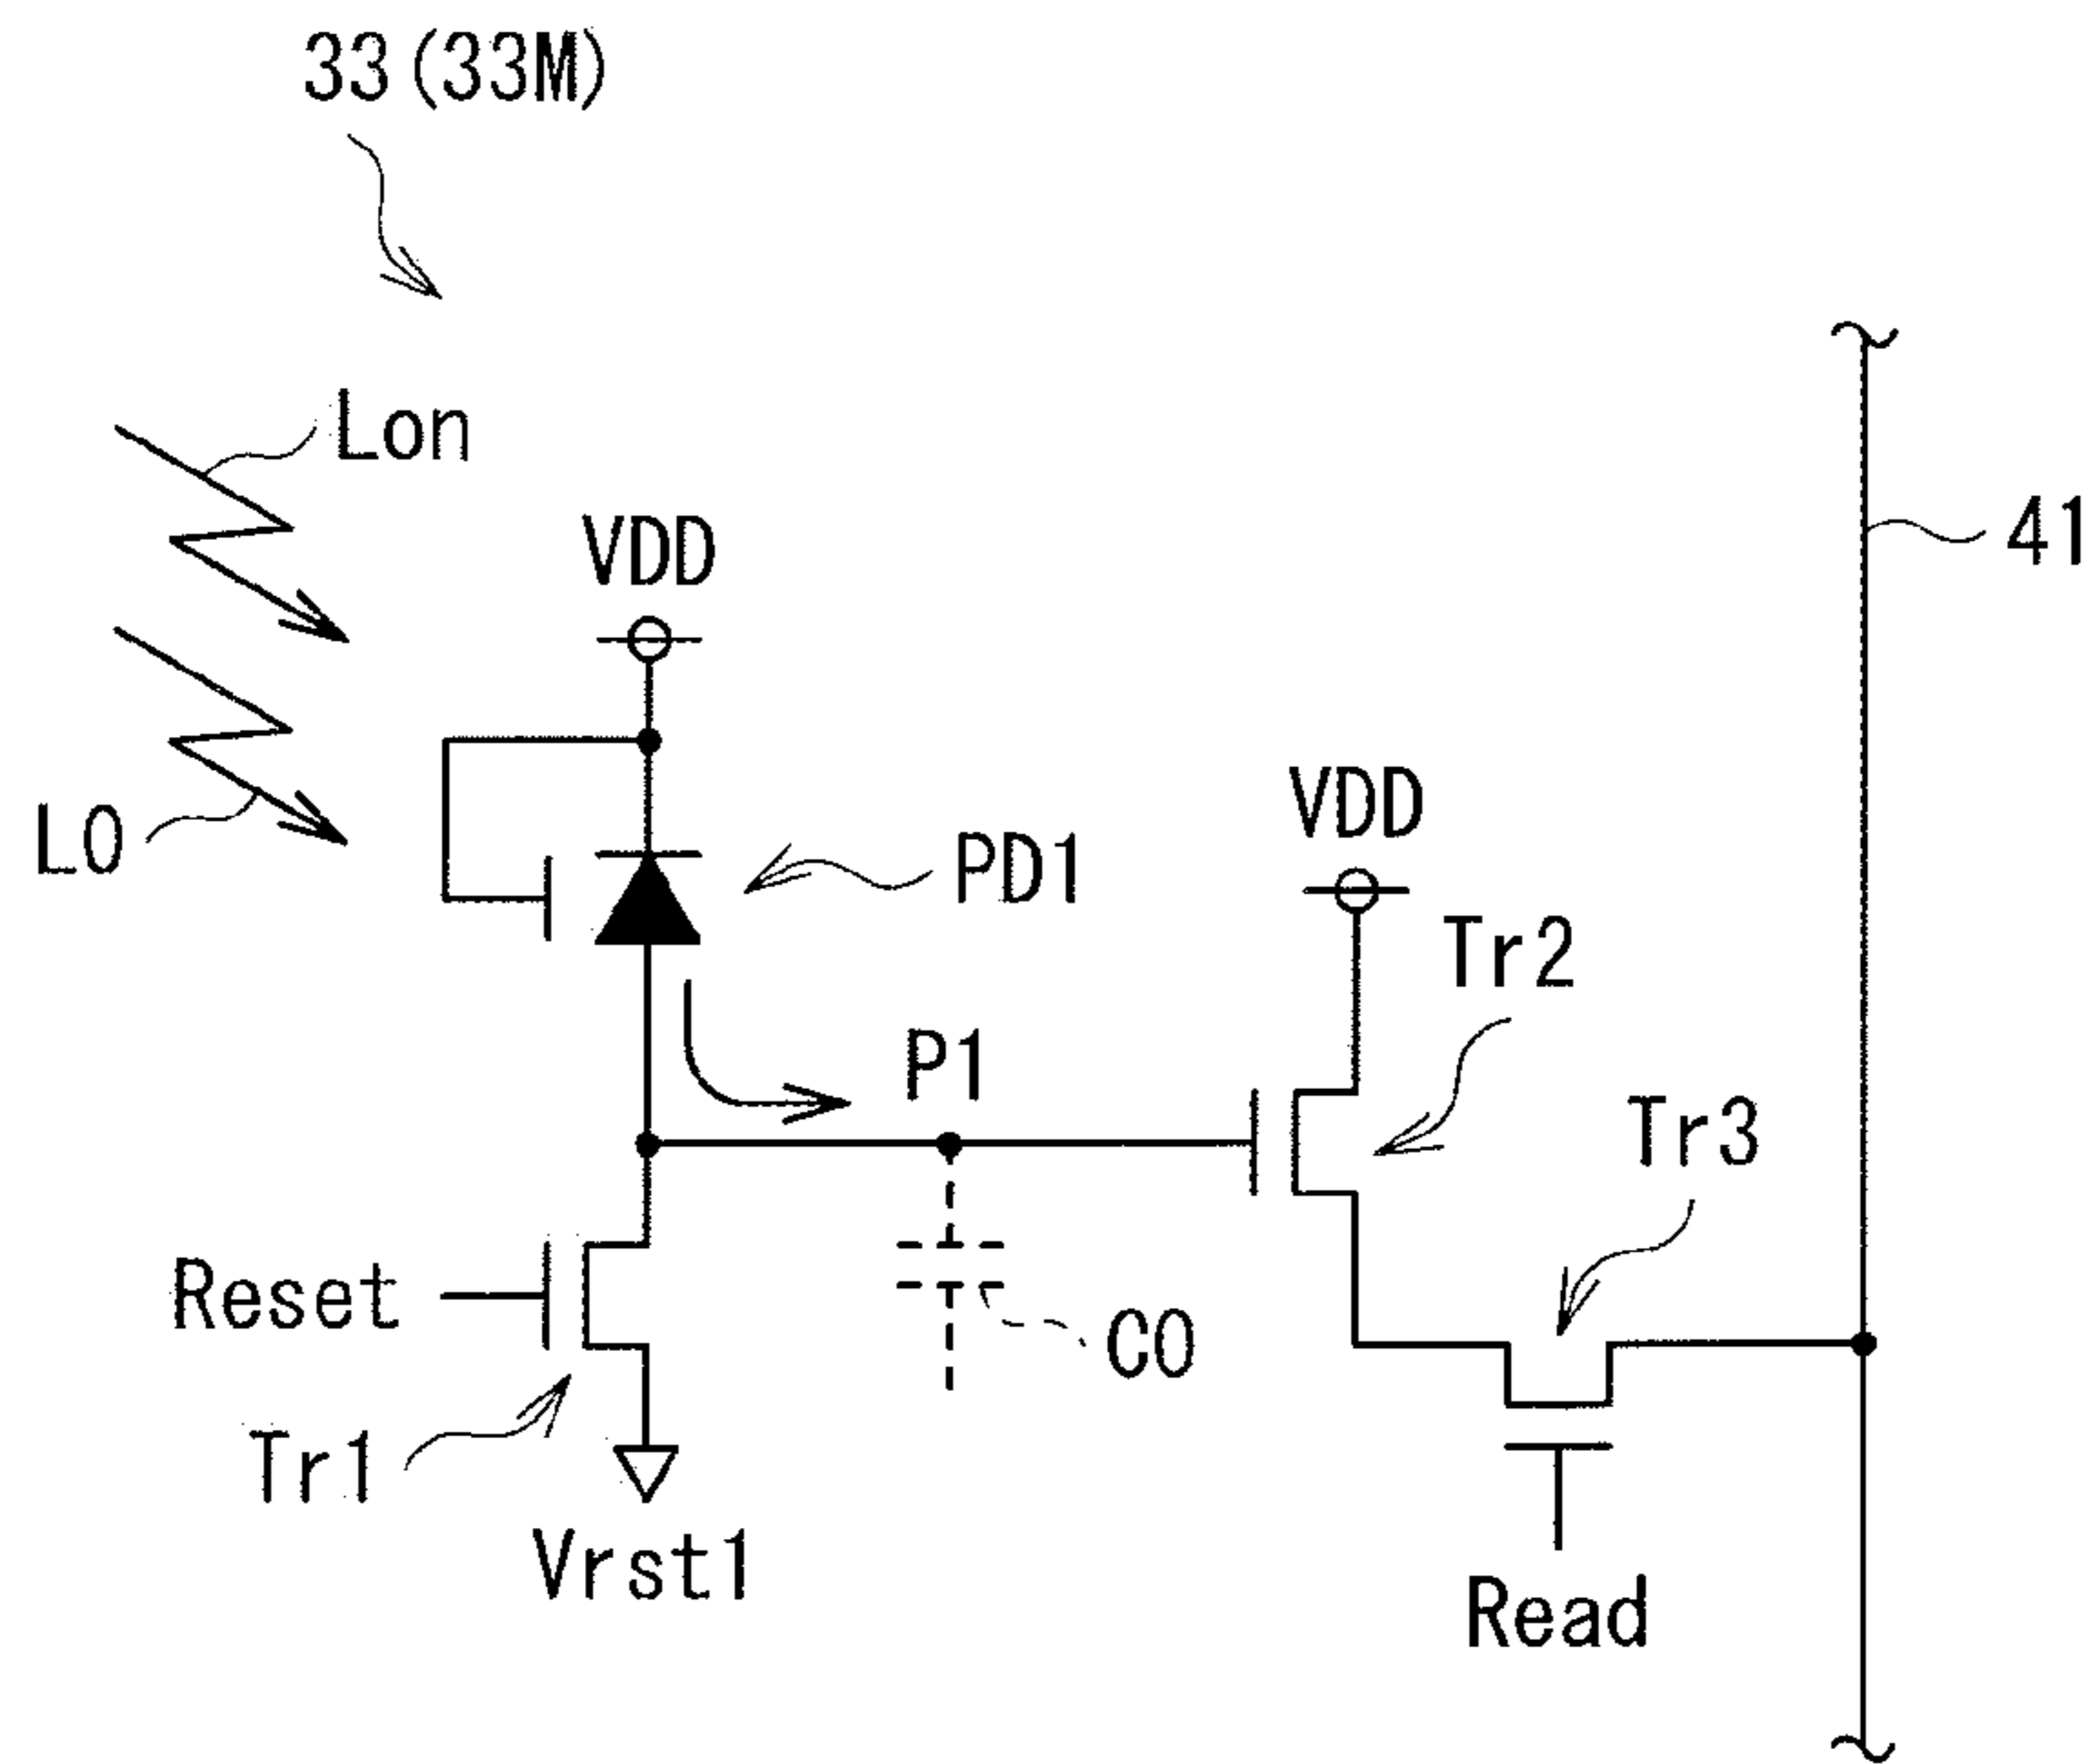 33(33M)
Lon
VDD
41
L0
PD1
VDD
Tr2
P1
Tr3
Reset
C0
Tr1
Vrst1
Read